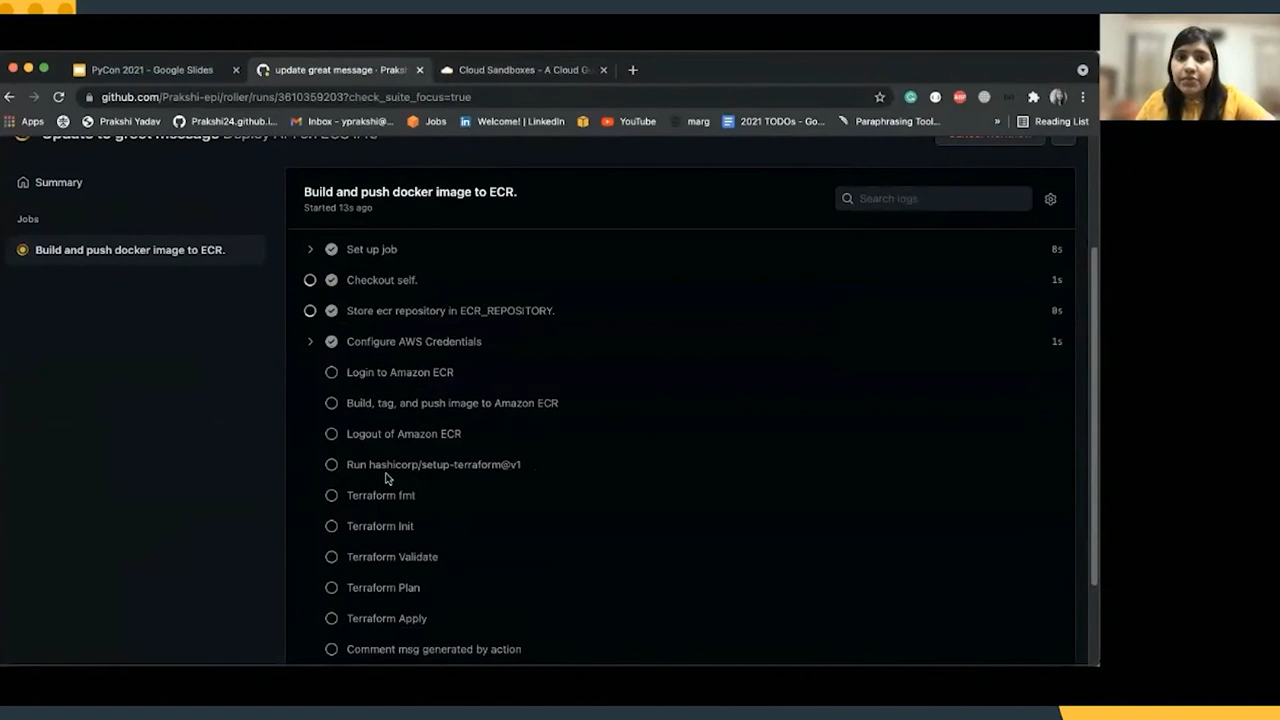 PyCon 2021 - Google Slides
update great message · Praksh
Cloud Sandboxes – A Cloud Gu
github.com/Prakshi-epi/roller/runs/3610359203?check_suite_focus=true
Apps
Prakshi Yadav
Prakshi24.github.i...
Inbox - yprakshi@...
Jobs
Welcome! | LinkedIn
YouTube
marg
2021 TODOs - Go...
Paraphrasing Tool...
»
Reading List
Summary
Jobs
Build and push docker image to ECR.
Build and push docker image to ECR.
Started 13s ago
Search logs
Set up job 8s
Checkout self. 1s
Store ecr repository in ECR_REPOSITORY. 0s
Configure AWS Credentials 1s
Login to Amazon ECR
Build, tag, and push image to Amazon ECR
Logout of Amazon ECR
Run hashicorp/setup-terraform@v1
Terraform fmt
Terraform Init
Terraform Validate
Terraform Plan
Terraform Apply
Comment msg generated by action